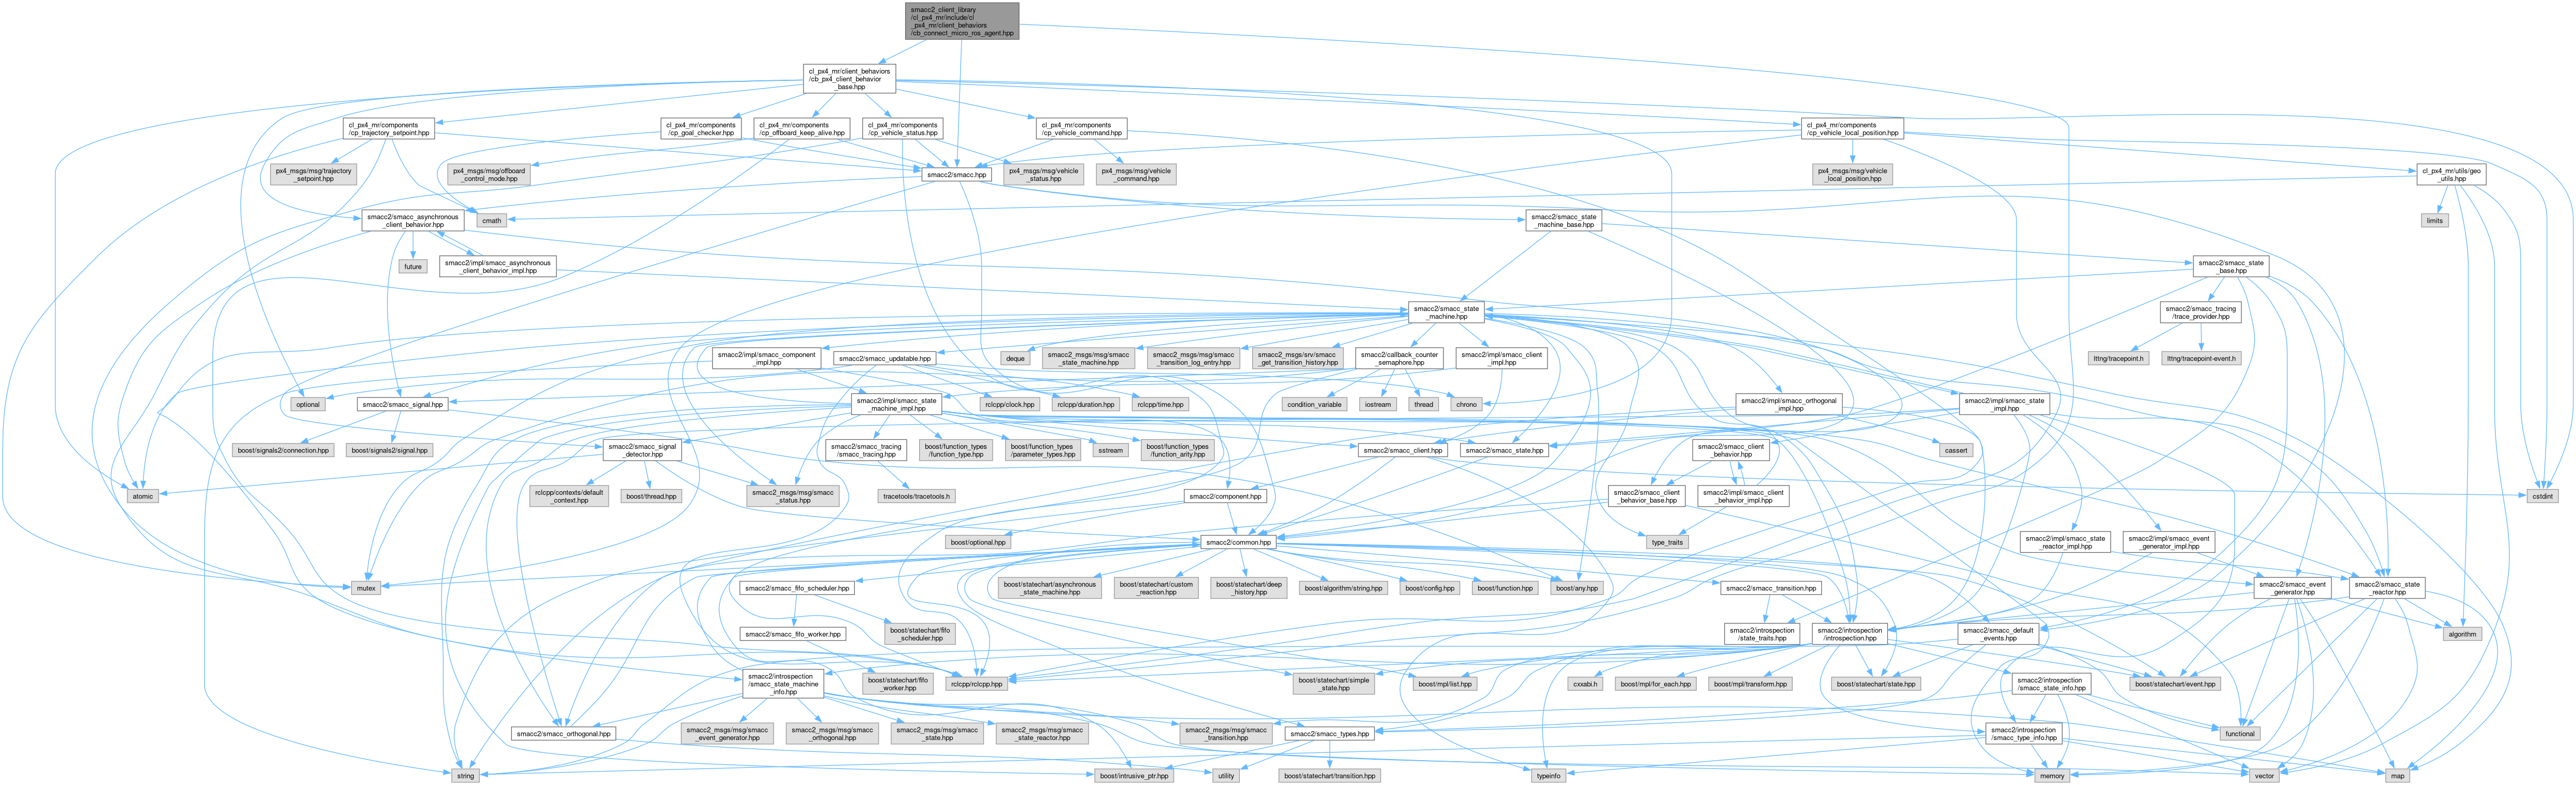 smacc2_client_library
/cl_px4_mr/include/cl
_px4_mr/client_behaviors
/cb_connect_micro_ros_agent.hpp
cl_px4_mr/client_behaviors
/cb_px4_client_behavior
_base.hpp
cl_px4_mr/components
/cp_trajectory_setpoint.hpp
cl_px4_mr/components
/cp_goal_checker.hpp
cl_px4_mr/components
/cp_offboard_keep_alive.hpp
cl_px4_mr/components
/cp_vehicle_status.hpp
cl_px4_mr/components
/cp_vehicle_command.hpp
cl_px4_mr/components
/cp_vehicle_local_position.hpp
px4_msgs/msg/trajectory
_setpoint.hpp
px4_msgs/msg/offboard
_control_mode.hpp
smacc2/smacc.hpp
px4_msgs/msg/vehicle
_status.hpp
px4_msgs/msg/vehicle
_command.hpp
px4_msgs/msg/vehicle
_local_position.hpp
cl_px4_mr/utils/geo
_utils.hpp
smacc2/smacc_asynchronous
_client_behavior.hpp
cmath
smacc2/smacc_state
_machine_base.hpp
limits
future
smacc2/impl/smacc_asynchronous
_client_behavior_impl.hpp
smacc2/smacc_state
_base.hpp
smacc2/smacc_state
_machine.hpp
smacc2/smacc_tracing
/trace_provider.hpp
smacc2/impl/smacc_component
_impl.hpp
smacc2/smacc_updatable.hpp
deque
smacc2_msgs/msg/smacc
_state_machine.hpp
smacc2_msgs/msg/smacc
_transition_log_entry.hpp
smacc2_msgs/srv/smacc
_get_transition_history.hpp
smacc2/callback_counter
_semaphore.hpp
smacc2/impl/smacc_client
_impl.hpp
lttng/tracepoint.h
lttng/tracepoint-event.h
optional
smacc2/smacc_signal.hpp
smacc2/impl/smacc_state
_machine_impl.hpp
rclcpp/clock.hpp
rclcpp/duration.hpp
rclcpp/time.hpp
condition_variable
iostream
thread
chrono
smacc2/impl/smacc_orthogonal
_impl.hpp
smacc2/impl/smacc_state
_impl.hpp
boost/signals2/connection.hpp
boost/signals2/signal.hpp
smacc2/smacc_signal
_detector.hpp
smacc2/smacc_tracing
/smacc_tracing.hpp
boost/function_types
/function_type.hpp
boost/function_types
/parameter_types.hpp
sstream
boost/function_types
/function_arity.hpp
smacc2/smacc_client.hpp
smacc2/smacc_state.hpp
smacc2/smacc_client
_behavior.hpp
cassert
atomic
rclcpp/contexts/default
_context.hpp
boost/thread.hpp
smacc2_msgs/msg/smacc
_status.hpp
tracetools/tracetools.h
smacc2/component.hpp
smacc2/smacc_client
_behavior_base.hpp
smacc2/impl/smacc_client
_behavior_impl.hpp
cstdint
boost/optional.hpp
smacc2/common.hpp
type_traits
smacc2/impl/smacc_state
_reactor_impl.hpp
smacc2/impl/smacc_event
_generator_impl.hpp
mutex
smacc2/smacc_fifo_scheduler.hpp
boost/statechart/asynchronous
_state_machine.hpp
boost/statechart/custom
_reaction.hpp
boost/statechart/deep
_history.hpp
boost/algorithm/string.hpp
boost/config.hpp
boost/function.hpp
boost/any.hpp
smacc2/smacc_transition.hpp
smacc2/smacc_event
_generator.hpp
smacc2/smacc_state
_reactor.hpp
smacc2/smacc_fifo_worker.hpp
boost/statechart/fifo
_scheduler.hpp
smacc2/introspection
/state_traits.hpp
smacc2/introspection
/introspection.hpp
smacc2/smacc_default
_events.hpp
algorithm
smacc2/introspection
/smacc_state_machine
_info.hpp
boost/statechart/fifo
_worker.hpp
rclcpp/rclcpp.hpp
boost/statechart/simple
_state.hpp
boost/mpl/list.hpp
cxxabi.h
boost/mpl/for_each.hpp
boost/mpl/transform.hpp
boost/statechart/state.hpp
smacc2/introspection
/smacc_state_info.hpp
boost/statechart/event.hpp
smacc2/smacc_orthogonal.hpp
smacc2_msgs/msg/smacc
_event_generator.hpp
smacc2_msgs/msg/smacc
_orthogonal.hpp
smacc2_msgs/msg/smacc
_state.hpp
smacc2_msgs/msg/smacc
_state_reactor.hpp
smacc2_msgs/msg/smacc
_transition.hpp
smacc2/smacc_types.hpp
smacc2/introspection
/smacc_type_info.hpp
functional
string
boost/intrusive_ptr.hpp
utility
boost/statechart/transition.hpp
typeinfo
memory
vector
map